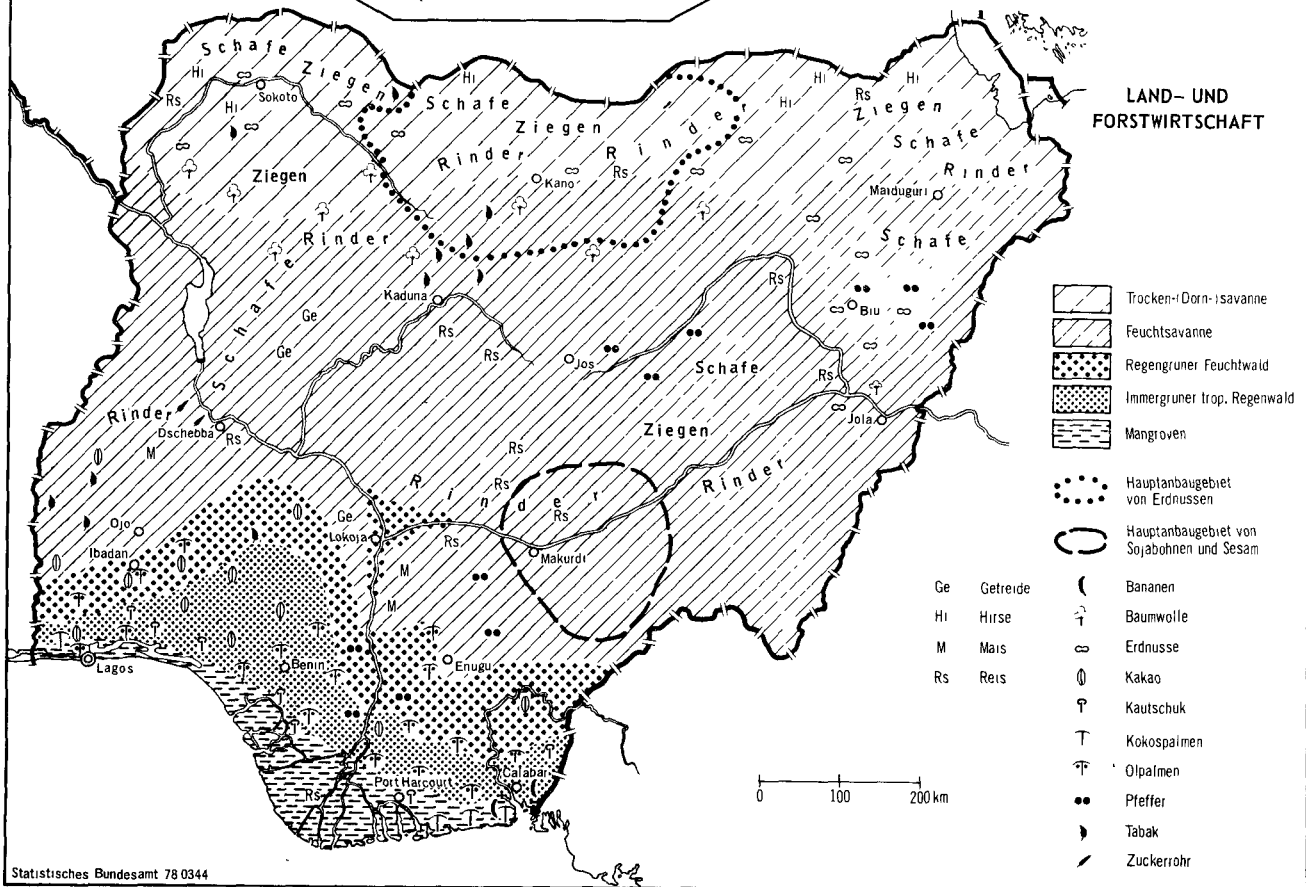 LAND- UND
FORSTWIRTSCHAFT
Schafe
Hi
Ziegen
Rs
Sokoto
Hi
Ziegen
Rinder
Schafe
Hi
Schafe
Ziegen
Rinder
Rinder
Rs
Kano
Hi
Hi
Rs
Ziegen
Schafe
Rinder
Maiduguri
Schafe
Kaduna
Ge
Ge
Rs
Rs
Jos
Rs
Biu
Schafe
Rs
Ziegen
Jola
Rinder
Rinder
Dschebba
Rs
M
Rs
Rs
Rinder
Rs
Ge
Lokoja
Rs
Makurdi
Ojo
Ibadan
M
M
Lagos
Benin
Enugu
Port Harcourt
Calabar
Rs
Trocken-(Dorn-)savanne
Feuchtsavanne
Regengruner Feuchtwald
Immergruner trop. Regenwald
Mangroven
Hauptanbaugebiet
von Erdnussen
Hauptanbaugebiet von
Sojabohnen und Sesam
Ge Getreide
Hi Hirse
M Mais
Rs Reis
Bananen
Baumwolle
Erdnusse
Kakao
Kautschuk
Kokospalmen
Olpalmen
Pfeffer
Tabak
Zuckerrohr
0 100 200 km
Statistisches Bundesamt 78 0344